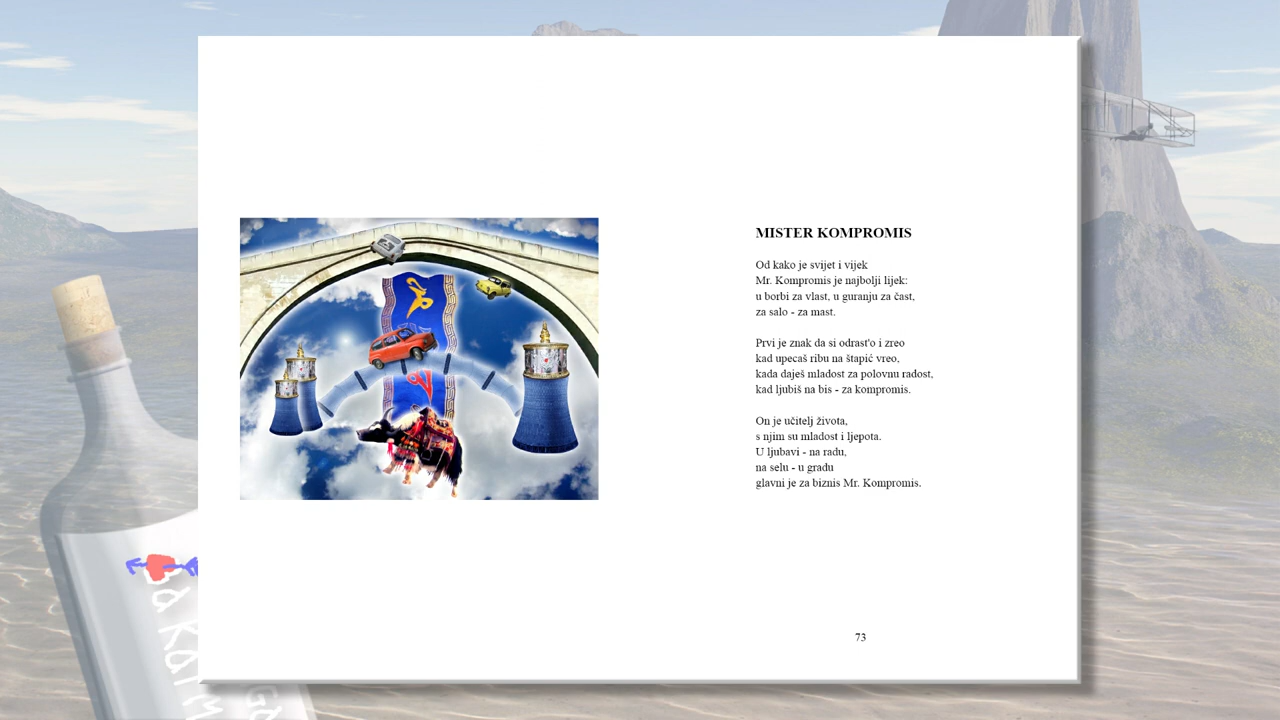 MISTER KOMPROMIS
Od kako je svijet i vijek
Mr. Kompromis je najbolji lijek:
u borbi za vlast, u guranju za čast,
za salo - za mast.
Prvi je znak da si odrast'o i zreo
kad upecaš ribu na štapić vreo,
kada daješ mladost za polovnu radost,
kad ljubiš na bis - za kompromis.
On je učitelj života,
s njim su mladost i ljepota.
U ljubavi - na radu,
na selu - u gradu
glavni je za biznis Mr. Kompromis.
73